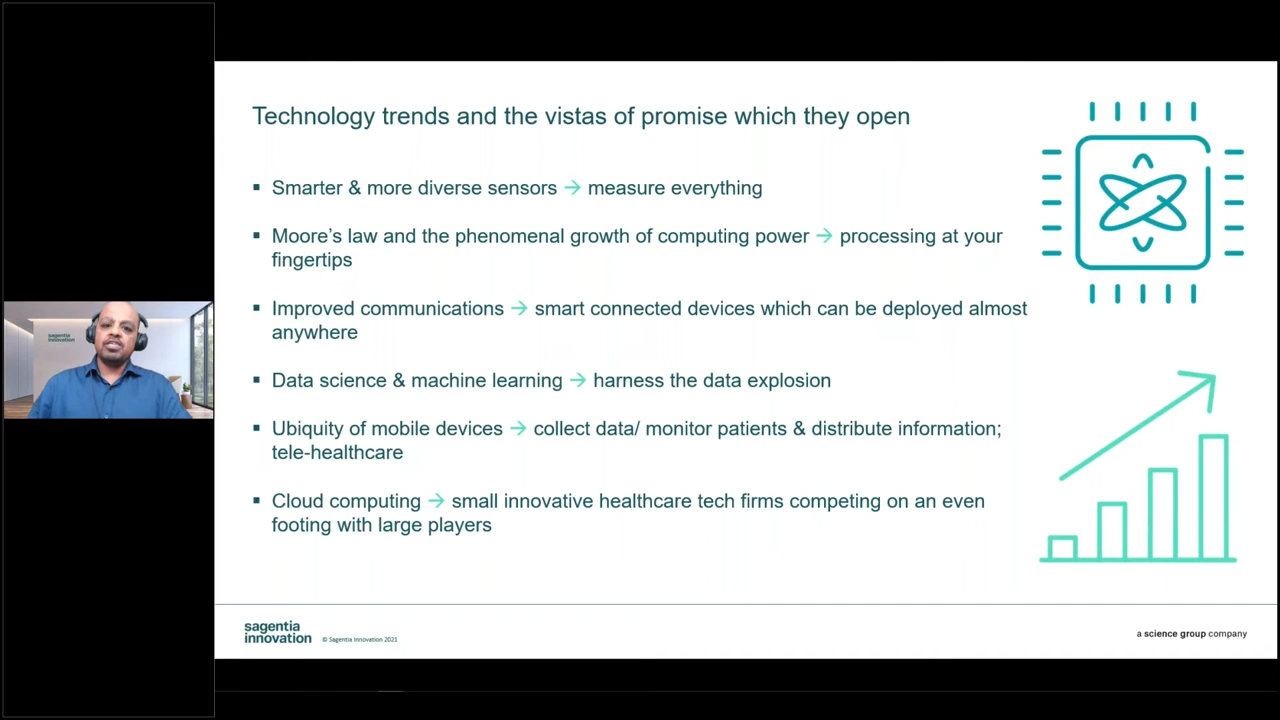 Technology trends and the vistas of promise which they open
▪ Smarter & more diverse sensors → measure everything
▪ Moore’s law and the phenomenal growth of computing power → processing at your
fingertips
▪ Improved communications → smart connected devices which can be deployed almost
anywhere
▪ Data science & machine learning → harness the data explosion
▪ Ubiquity of mobile devices → collect data/ monitor patients & distribute information;
tele-healthcare
▪ Cloud computing → small innovative healthcare tech firms competing on an even
footing with large players
sagentia
innovation
sagentia
innovation
© Sagentia Innovation 2021
a science group company